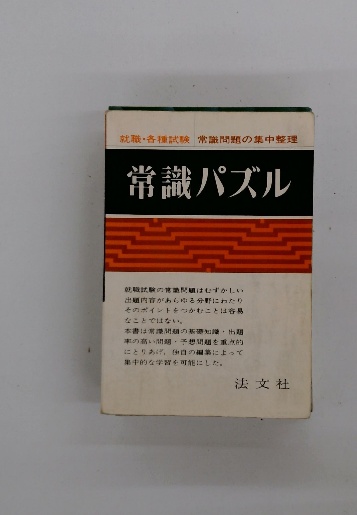 就職・各種試験 常識問題の集中整理
常識パズル
就職試験の常識問題はむずかしい
出題内容があらゆる分野にわたり
そのポイントをつかむことは容易
なことではない。
本書は常識問題の基礎知識・出題
率の高い問題・予想問題を重点的
にとりあげ、独自の編集によって
集中的な学習を可能にした。
法文社